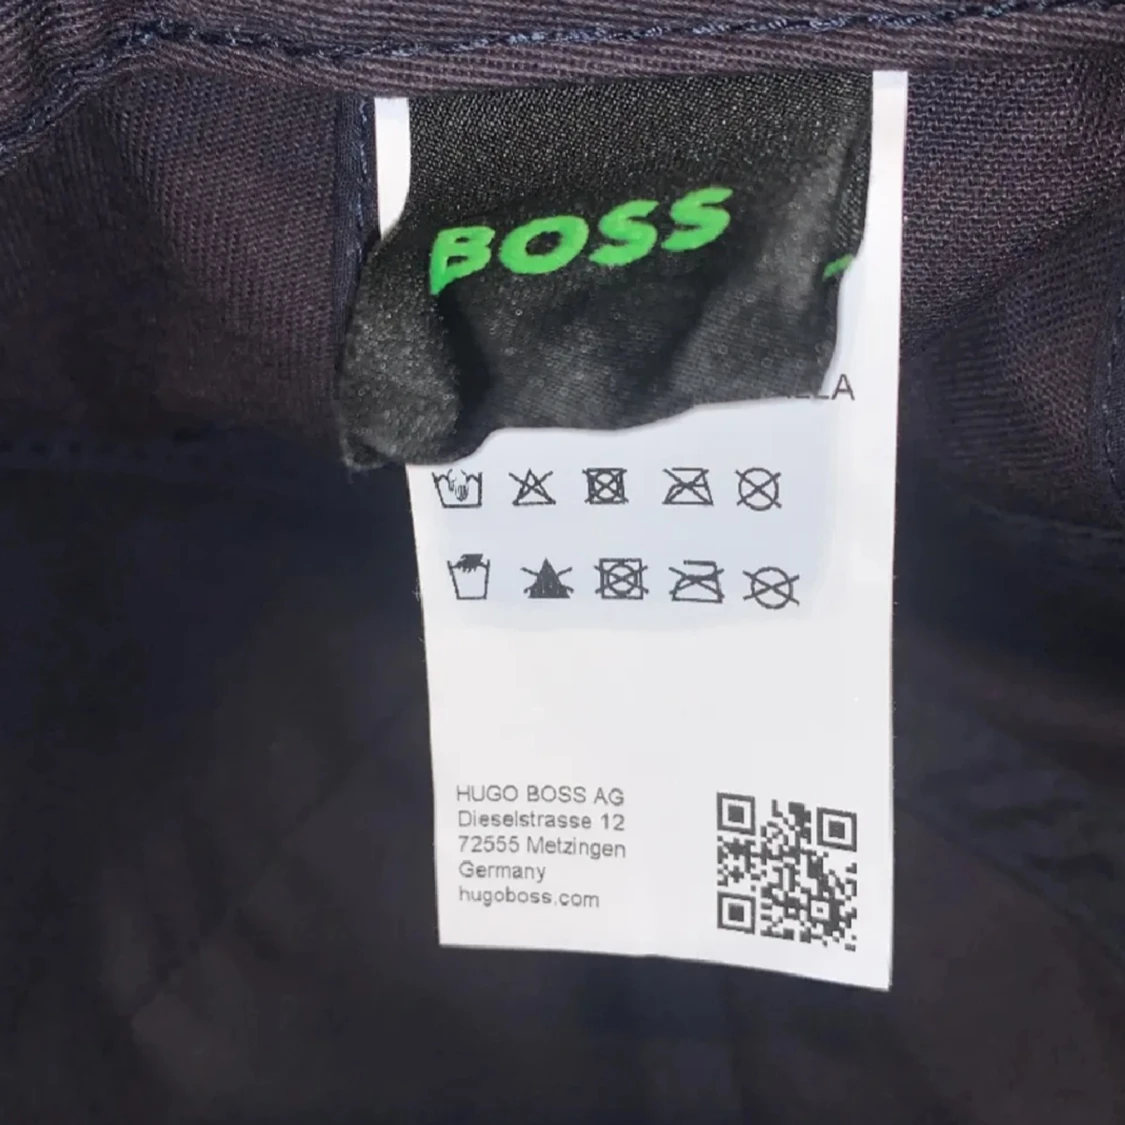 BOSS
HUGO BOSS AG
Dieselstrasse 12
72555 Metzingen
Germany
hugoboss.com